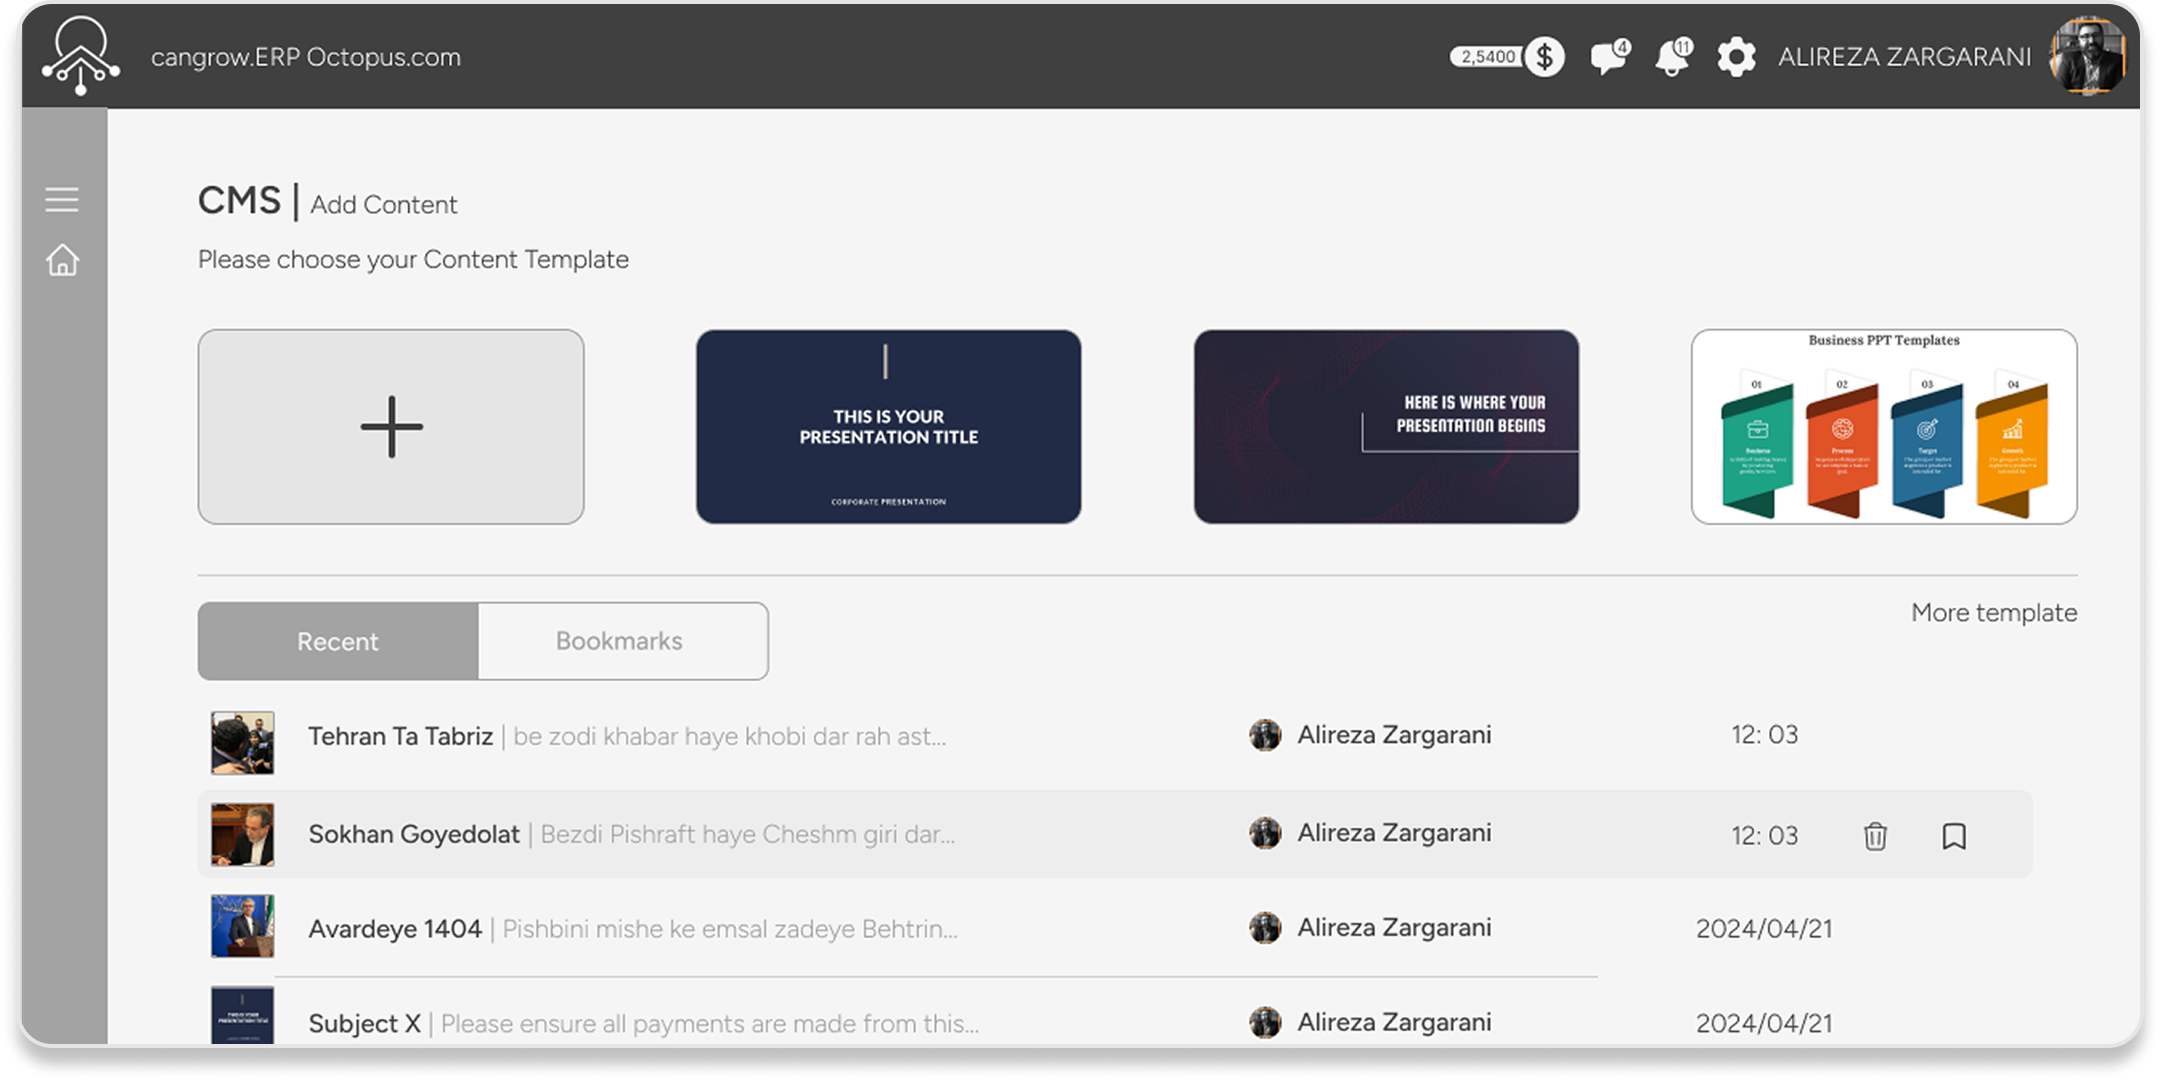 cangrow.ERP Octopus.com
2,5400 $ 4 11 ALIREZA ZARGARANI
CMS | Add Content
Please choose your Content Template
THIS IS YOUR
PRESENTATION TITLE
CORPORATE PRESENTATION
HERE IS WHERE YOUR
PRESENTATION BEGINS
Business PPT Templates
01 02 03 04
Business Process Target Growth
More template
Recent Bookmarks
Tehran Ta Tabriz | be zodi khabar haye khobi dar rah ast... Alireza Zargarani 12: 03
Sokhan Goyedolat | Bezdi Pishraft haye Cheshm giri dar... Alireza Zargarani 12: 03
Avardeye 1404 | Pishbini mishe ke emsal zadeye Behtrin... Alireza Zargarani 2024/04/21
THIS IS YOUR
PRESENTATION TITLE
Subject X | Please ensure all payments are made from this... Alireza Zargarani 2024/04/21